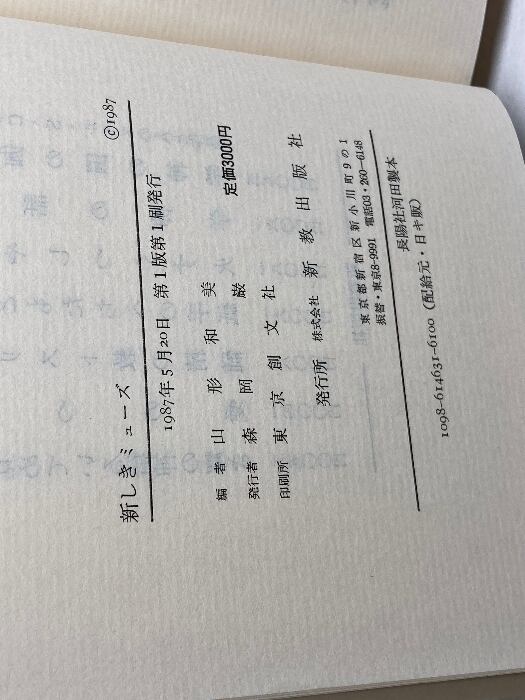 新しきミューズ
©1987
1987年5月20日 第1版第1刷発行
定価3000円
編者 山形和美
発行者 森岡巌
印刷所 東京創文社
発行所 株式会社 新教出版社
東京都新宿区新小川町9の1
振替・東京8-9991 電話03・260-6148
長陽社河田製本
1098-614631-6100(配給元・日キ販)